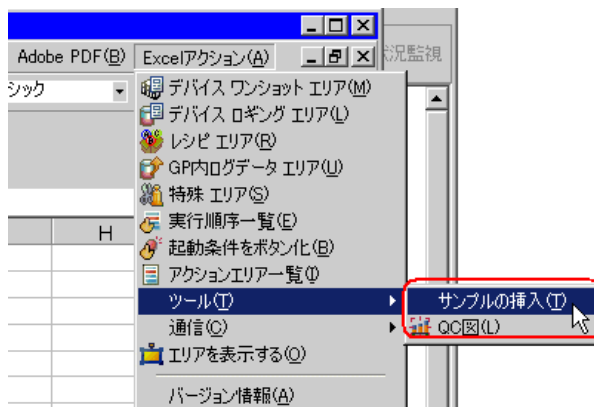 Adobe PDF(B) Excelアクション(A)
状況監視
シック
デバイス ワンショット エリア(M)
デバイス ロギング エリア(L)
レシピ エリア(R)
GP内ログデータ エリア(U)
特殊 エリア(S)
H
実行順序一覧(E)
起動条件をボタン化(B)
アクションエリア一覧(I)
ツール(T)
サンプルの挿入(T)
通信(C)
QC図(L)
エリアを表示する(O)
バージョン情報(A)